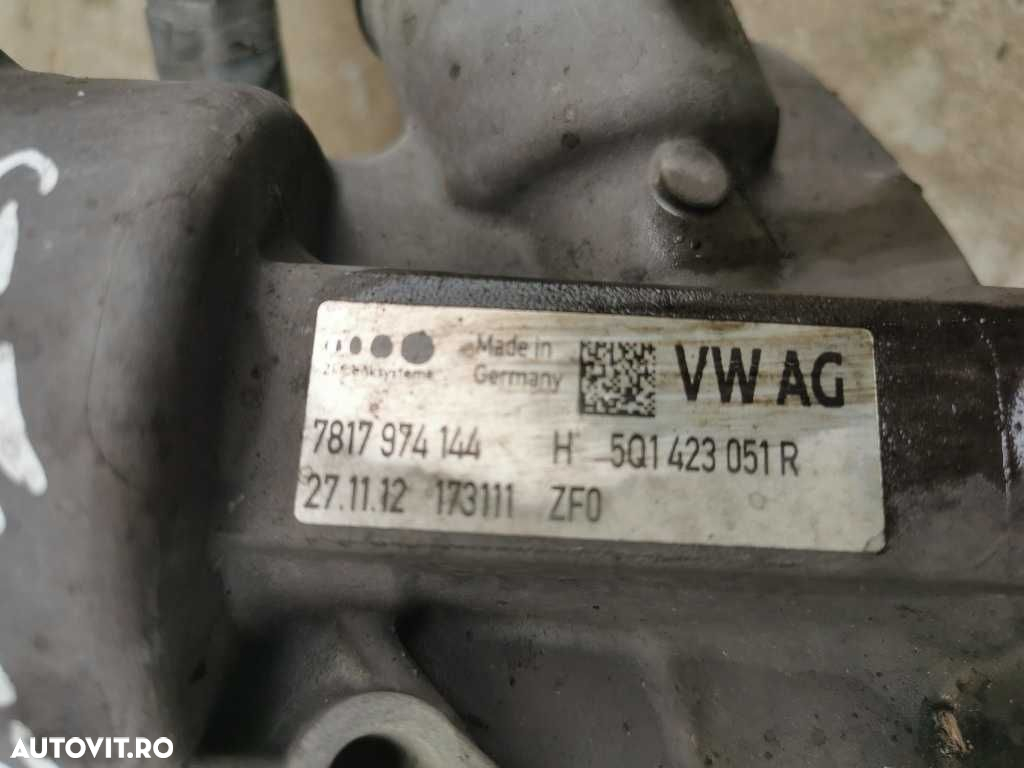 Made in
Germany
VW AG
7817 974 144 H 5Q1 423 051 R
27.11.12 173111 ZF0
AUTOVIT.RO